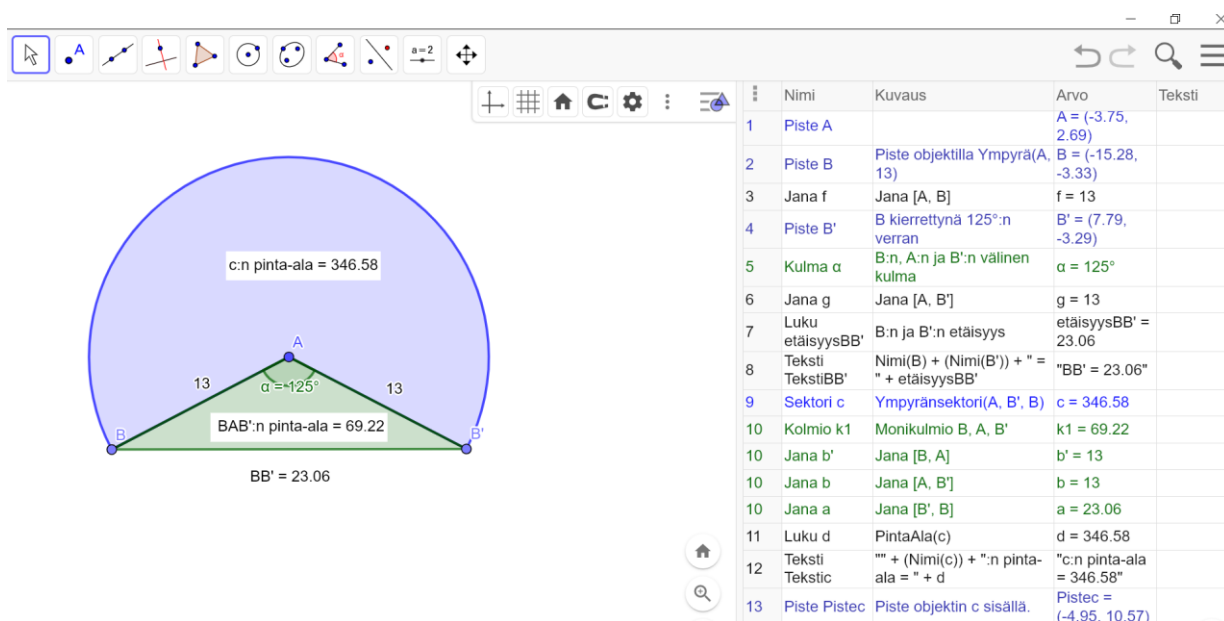 A
α
a=2
c:n pinta-ala = 346.58
A
13
α = 125°
13
BAB':n pinta-ala = 69.22
B
B'
BB' = 23.06
Nimi Kuvaus Arvo Teksti
1 Piste A A = (-3.75,
2.69)
2 Piste B Piste objektilla Ympyrä(A, B = (-15.28,
13) -3.33)
3 Jana f Jana [A, B] f = 13
4 Piste B' B kierrettynä 125°:n B' = (7.79,
verran -3.29)
5 Kulma α B:n, A:n ja B':n välinen α = 125°
kulma
6 Jana g Jana [A, B'] g = 13
7 Luku B:n ja B':n etäisyys etäisyysBB' =
etäisyysBB' 23.06
8 Teksti Nimi(B) + (Nimi(B')) + " = "BB' = 23.06"
TekstiBB' " + etäisyysBB'
9 Sektori c Ympyränsektori(A, B', B) c = 346.58
10 Kolmio k1 Monikulmio B, A, B' k1 = 69.22
10 Jana b' Jana [B, A] b' = 13
10 Jana b Jana [A, B'] b = 13
10 Jana a Jana [B', B] a = 23.06
11 Luku d PintaAla(c) d = 346.58
12 Teksti "" + (Nimi(c)) + ":n pinta- "c:n pinta-ala
Tekstic ala = " + d = 346.58"
13 Piste Pistec Piste objektin c sisällä. Pistec =
(-4.95, 10.57)